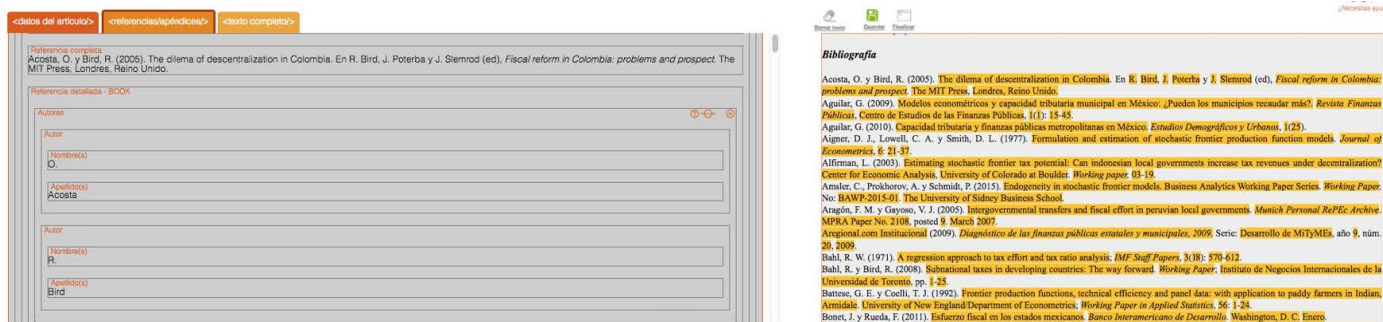 <datos del artículo/> <referencias/apéndices/> <texto completo/>
Referencia completa
Acosta, O. y Bird, R. (2005). The dilema of descentralization in Colombia. En R. Bird, J. Poterba y J. Slemrod (ed), Fiscal reform in Colombia: problems and prospect. The
MIT Press, Londres, Reino Unido.
Referencia detallada - BOOK
Autores
Autor
Nombre(s)
O.
Apellido(s)
Acosta
Autor
Nombre(s)
R.
Apellido(s)
Bird
¿Necesitas ayu
Borrar texto Guardar Finalizar
Bibliografía
Acosta, O. y Bird, R. (2005). The dilema of descentralization in Colombia. En R. Bird, J. Poterba y J. Slemrod (ed), Fiscal reform in Colombia:
problems and prospect. The MIT Press, Londres, Reino Unido.
Aguilar, G. (2009). Modelos econométricos y capacidad tributaria municipal en México: ¿Pueden los municipios recaudar más?. Revista Finanzas
Públicas, Centro de Estudios de las Finanzas Públicas, 1(1): 15-45.
Aguilar, G. (2010). Capacidad tributaria y finanzas públicas metropolitanas en México. Estudios Demográficos y Urbanos, 1(25).
Aigner, D. J., Lowell, C. A. y Smith, D. L. (1977). Formulation and estimation of stochastic frontier production function models. Journal of
Econometrics, 6: 21-37.
Alfirman, L. (2003). Estimating stochastic frontier tax potential: Can indonesian local governments increase tax revenues under decentralization?
Center for Economic Analysis, University of Colorado at Boulder. Working paper, 03-19.
Amsler, C., Prokhorov, A. y Schmidt, P. (2015). Endogeneity in stochastic frontier models. Business Analytics Working Paper Series. Working Paper,
No: BAWP-2015-01. The University of Sidney Business School.
Aragón, F. M. y Gayoso, V. J. (2005). Intergovernmental transfers and fiscal effort in peruvian local governments. Munich Personal RePEc Archive.
MPRA Paper No. 2108, posted 9. March 2007.
Aregional.com Institucional (2009). Diagnóstico de las finanzas públicas estatales y municipales, 2009. Serie: Desarrollo de MiTyMEs, año 9, núm.
20, 2009.
Bahl, R. W. (1971). A regression approach to tax effort and tax ratio analysis; IMF Staff Papers, 3(18): 570-612.
Bahl, R. y Bird, R. (2008). Subnational taxes in developing countries: The way forward. Working Paper; Instituto de Negocios Internacionales de la
Universidad de Toronto, pp. 1-25.
Battese, G. E. y Coelli, T. J. (1992). Frontier production functions, technical efficiency and panel data: with application to paddy farmers in Indian,
Armidale. University of New England/Department of Econometrics; Working Paper in Applied Statistics, 56: 1-24.
Bonet, J. y Rueda, F. (2011). Esfuerzo fiscal en los estados mexicanos. Banco Interamericano de Desarrollo. Washington, D. C. Enero.